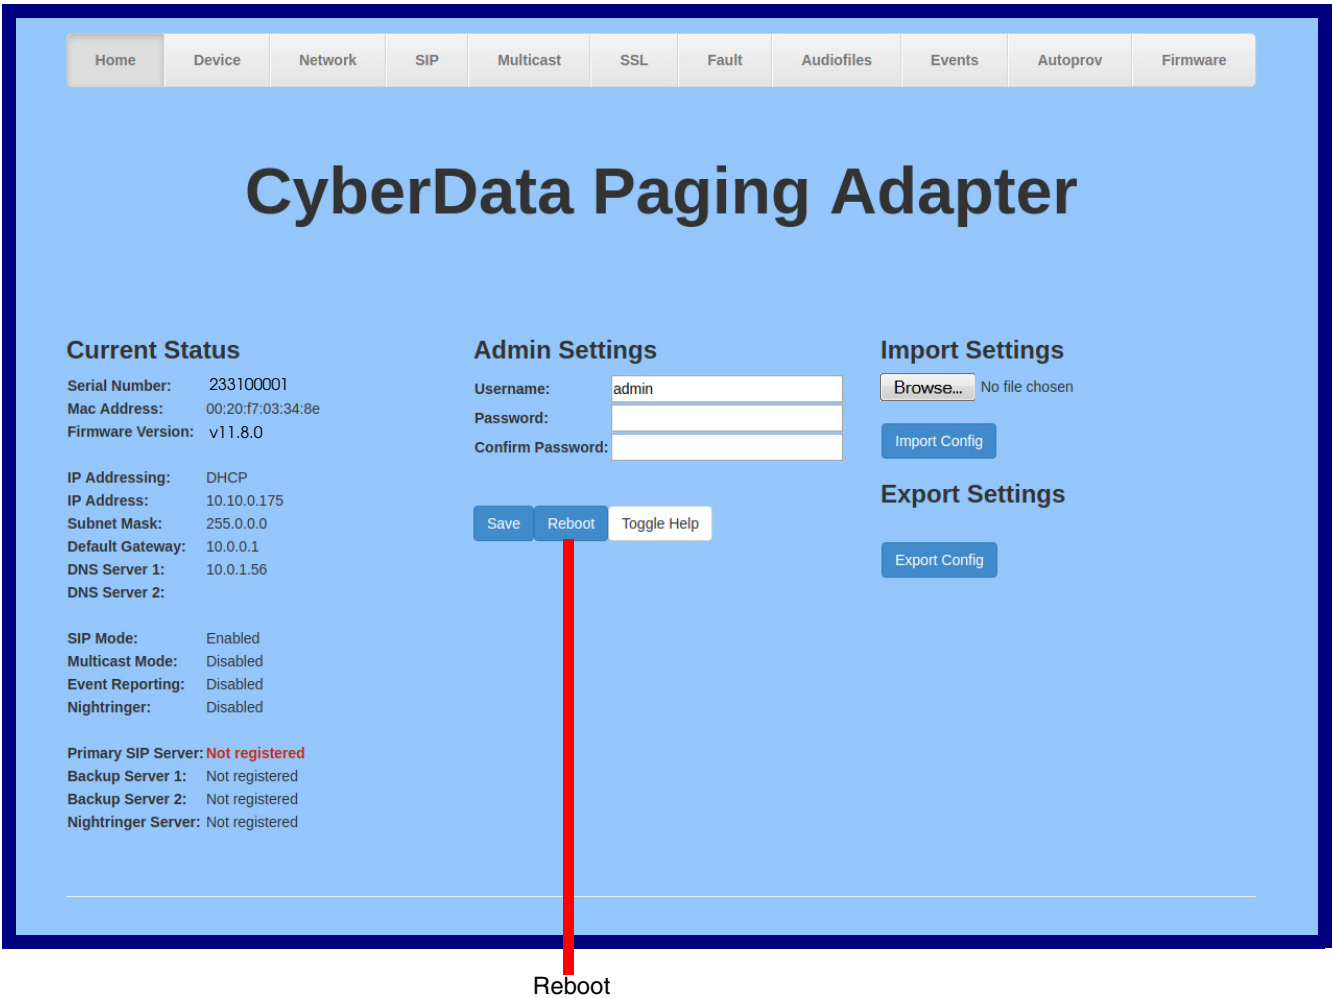 Home Device Network SIP Multicast SSL Fault Audiofiles Events Autoprov Firmware
CyberData Paging Adapter
Current Status
Serial Number: 233100001
Mac Address: 00:20:f7:03:34:8e
Firmware Version: v11.8.0
IP Addressing: DHCP
IP Address: 10.10.0.175
Subnet Mask: 255.0.0.0
Default Gateway: 10.0.0.1
DNS Server 1: 10.0.1.56
DNS Server 2:
SIP Mode: Enabled
Multicast Mode: Disabled
Event Reporting: Disabled
Nightringer: Disabled
Primary SIP Server: Not registered
Backup Server 1: Not registered
Backup Server 2: Not registered
Nightringer Server: Not registered
Admin Settings
Username: admin
Password:
Confirm Password:
Save Reboot Toggle Help
Import Settings
Browse... No file chosen
Import Config
Export Settings
Export Config
Reboot